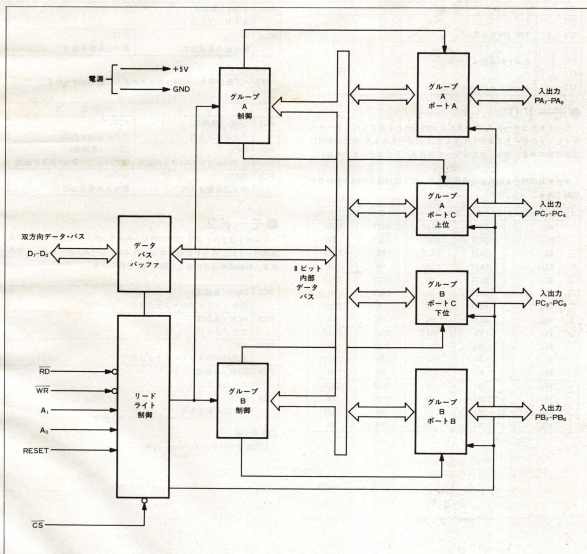 電源
+5V
GND
グループ
A
制御
グループ
A
ポートA
入出力
PA₇-PA₀
グループ
A
ポートC
上位
入出力
PC₇-PC₄
双方向データ・バス
D₇-D₀
データ
バス
バッファ
8ビット
内部
データ
バス
グループ
B
ポートC
下位
入出力
PC₃-PC₀
R̅D̅
W̅R̅
A₁
A₀
RESET
リード
ライト
制御
グループ
B
制御
グループ
B
ポートB
入出力
PB₇-PB₀
C̅S̅